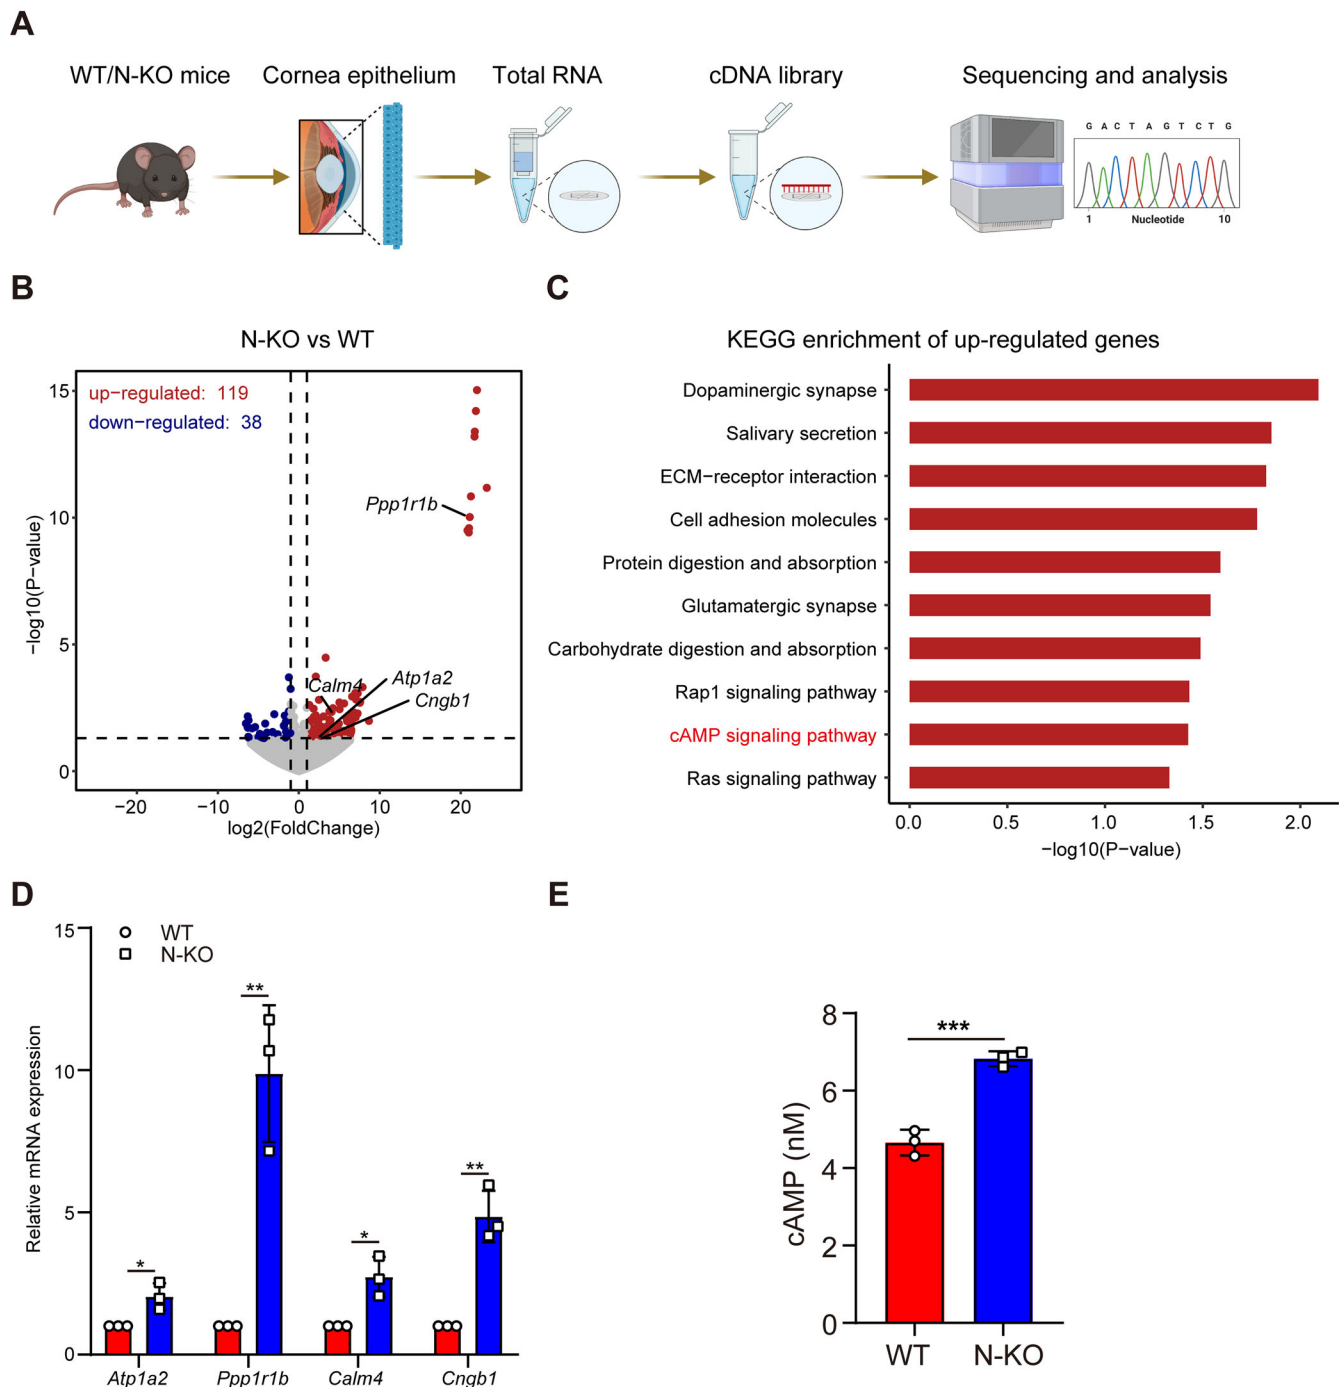 A
WT/N-KO mice
Cornea epithelium
Total RNA
cDNA library
Sequencing and analysis
G A C T A G T C T G
1 Nucleotide 10
B
N-KO vs WT
up−regulated: 119
down−regulated: 38
Ppp1r1b
Calm4
Atp1a2
Cngb1
15
10
5
0
−log10(P−value)
−20 −10 0 10 20
log2(FoldChange)
C
KEGG enrichment of up-regulated genes
Dopaminergic synapse
Salivary secretion
ECM−receptor interaction
Cell adhesion molecules
Protein digestion and absorption
Glutamatergic synapse
Carbohydrate digestion and absorption
Rap1 signaling pathway
cAMP signaling pathway
Ras signaling pathway
0.0 0.5 1.0 1.5 2.0
−log10(P−value)
D
WT
N-KO
15
10
5
0
Relative mRNA expression
*
**
*
**
Atp1a2 Ppp1r1b Calm4 Cngb1
E
8
6
4
2
0
cAMP (nM)
***
WT N-KO